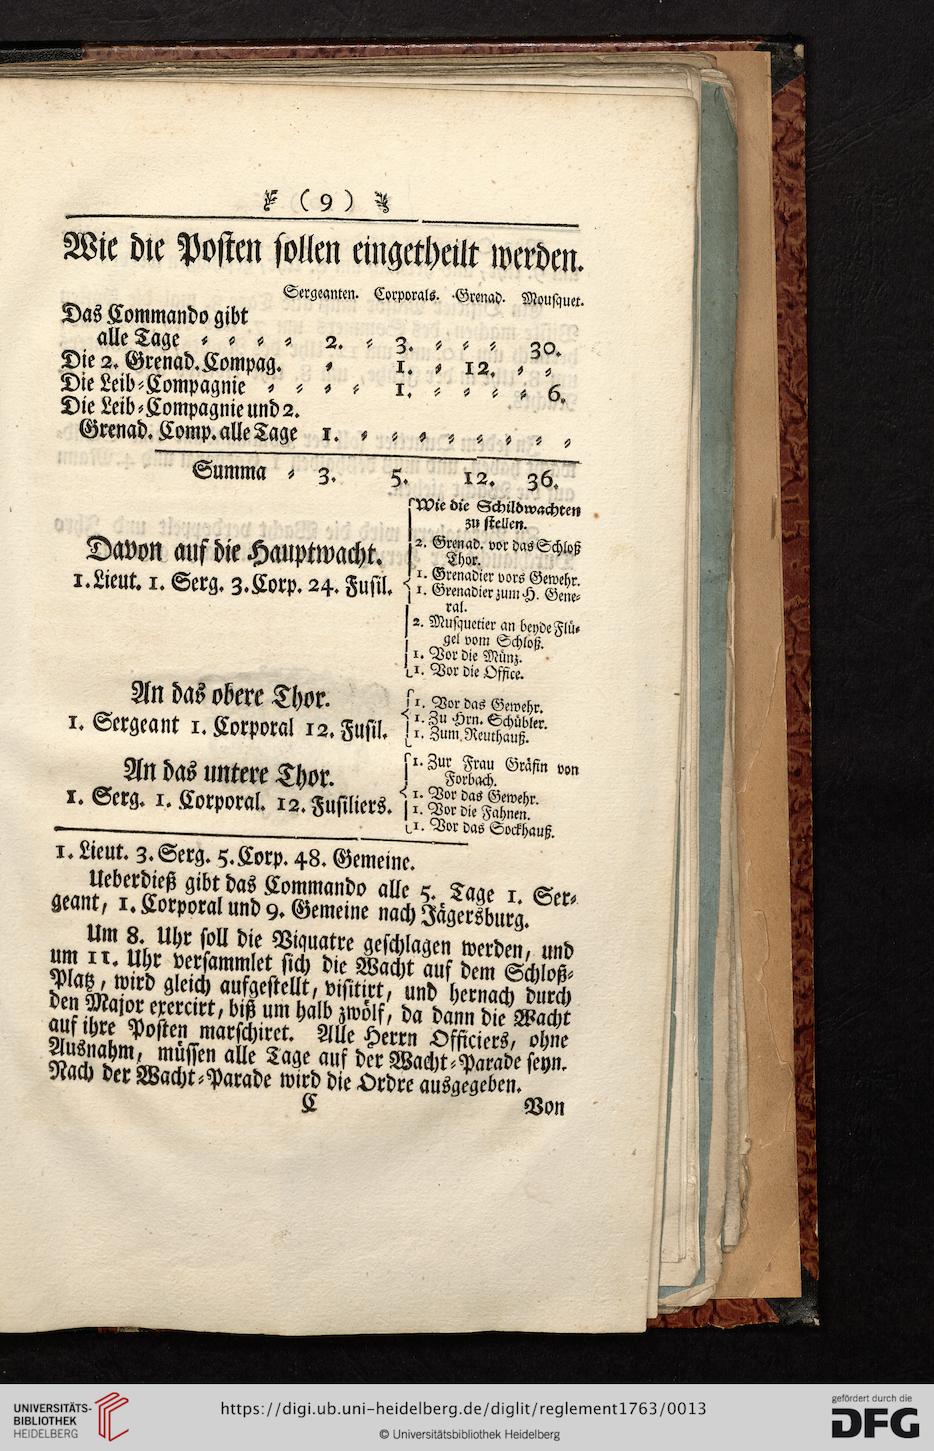 ( 9 )
Wie die Posten sollen eingetheilt werden.
Sergeanten. Corporals. Grenad. Mousquet.
Das Commando gibt
alle Tage = = = = 2. = 3. = = = 30.
Die 2. Grenad. Compag. = 1. = 12. = =
Die Leib=Compagnie = = = = 1. = = = = 6.
Die Leib=Compagnie und 2.
Grenad. Comp. alle Tage 1. = = = = = = = =
Summa = 3. 5. 12. 36.
Davon auf die Hauptwacht.
1. Lieut. 1. Serg. 3. Corp. 24. Fusil.
Wie die Schildwachten
zu stellen.
2. Grenad. vor das Schloß
Thor.
1. Grenadier vors Gewehr.
1. Grenadier zum H. Gene=
ral.
2. Musquetier an beyde Flü=
gel vom Schloß.
1. Vor die Münz.
1. Vor die Office.
An das obere Thor.
1. Sergeant 1. Corporal 12. Fusil.
1. Vor das Gewehr.
1. Zu Hrn. Schübler.
1. Zum Reuthauß.
An das untere Thor.
1. Serg. 1. Corporal. 12. Fusiliers.
1. Zur Frau Gräfin von
Forbach.
1. Vor das Gewehr.
1. Vor die Fahnen.
1. Vor das Sockhauß.
1. Lieut. 3. Serg. 5. Corp. 48. Gemeine.
Ueberdieß gibt das Commando alle 5. Tage 1. Ser=
geant, 1. Corporal und 9. Gemeine nach Jägersburg.
Um 8. Uhr soll die Viquatre geschlagen werden, und
um 11. Uhr versammlet sich die Wacht auf dem Schloß=
Platz, wird gleich aufgestellt, visitirt, und hernach durch
den Major exercirt, biß um halb zwölf, da dann die Wacht
auf ihre Posten marschiret. Alle Herrn Officiers, ohne
Ausnahm, müssen alle Tage auf der Wacht=Parade seyn.
Nach der Wacht=Parade wird die Ordre ausgegeben.
C Von
UNIVERSITÄTS-
BIBLIOTHEK
HEIDELBERG
https://digi.ub.uni-heidelberg.de/diglit/reglement1763/0013
© Universitätsbibliothek Heidelberg
gefördert durch die
DFG